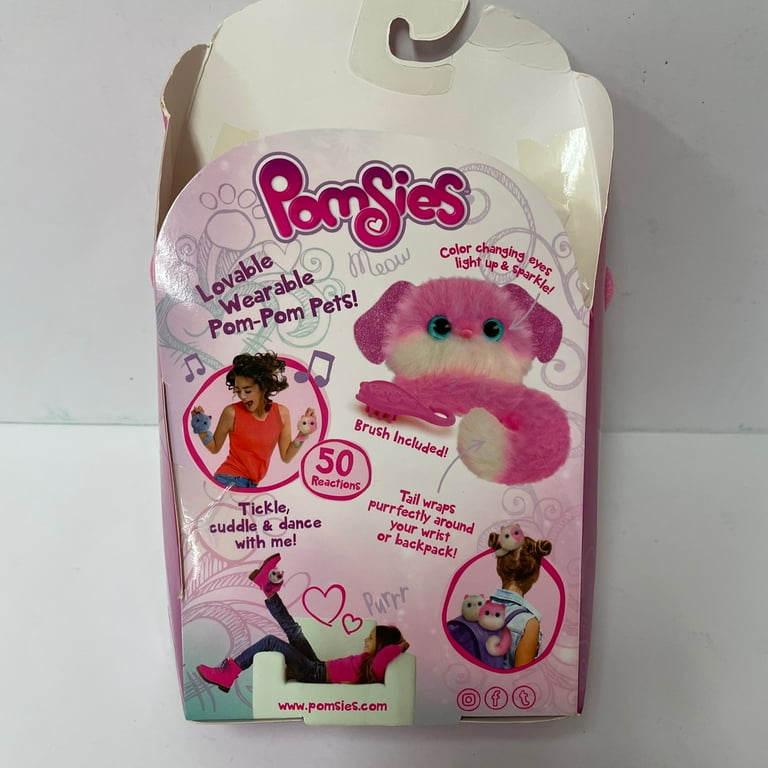 Pomsies
Meow
Color changing eyes
light up & sparkle!
Lovable
Wearable
Pom-Pom Pets!
Brush Included!
50
Reactions
Tickle,
cuddle & dance
with me!
Tail wraps
purrfectly around
your wrist
or backpack!
Purrr
www.pomsies.com
f
t